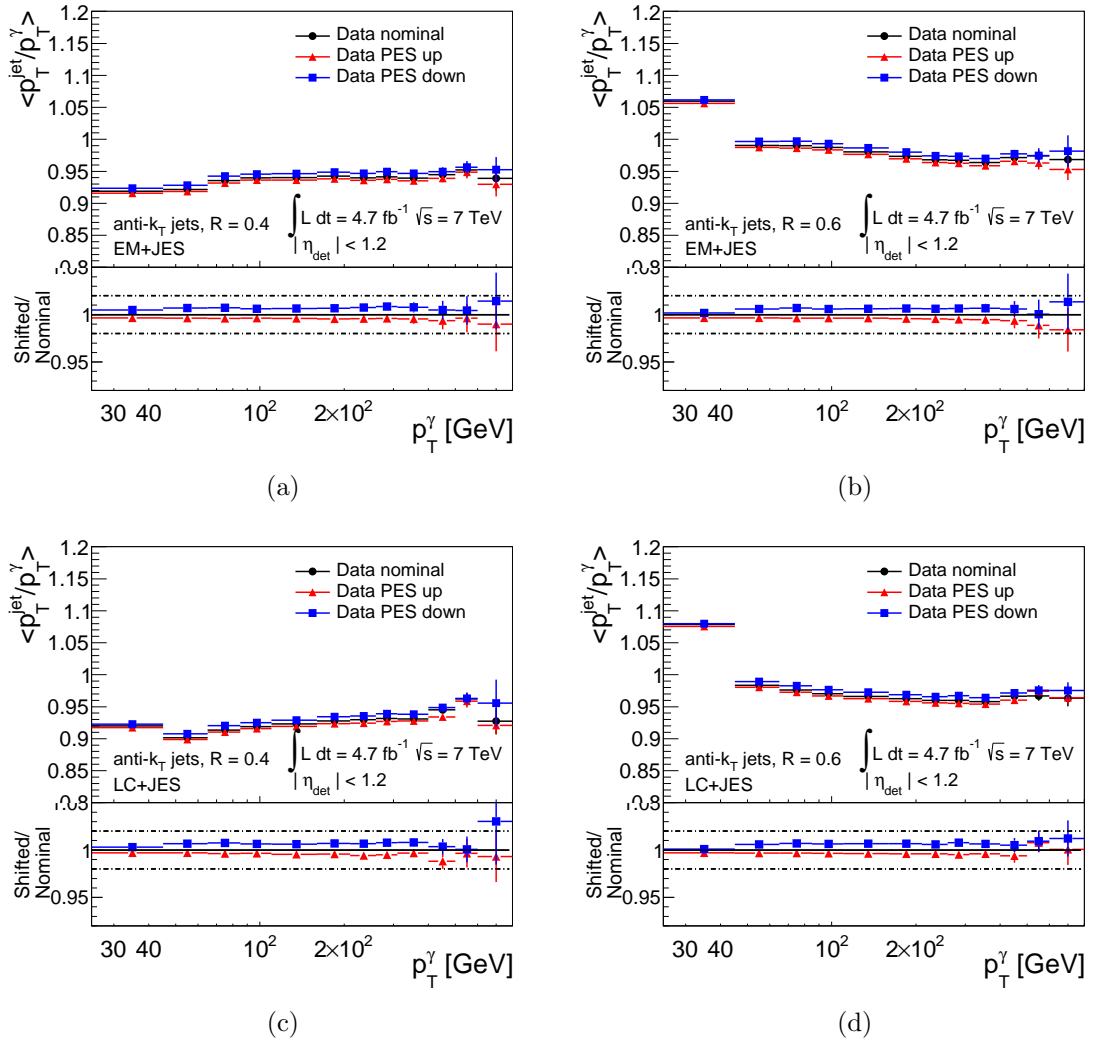 <p_T^jet/p_T^γ>
1.2
1.15
1.1
1.05
1
0.95
0.9
0.85
0.8
Data nominal
Data PES up
Data PES down
anti-k_T jets, R = 0.4
EM+JES
∫ L dt = 4.7 fb^-1 √s = 7 TeV
| η_det | < 1.2
Shifted/
Nominal
1
0.95
30 40 10^2 2×10^2
p_T^γ [GeV]
(a)
<p_T^jet/p_T^γ>
1.2
1.15
1.1
1.05
1
0.95
0.9
0.85
0.8
Data nominal
Data PES up
Data PES down
anti-k_T jets, R = 0.6
EM+JES
∫ L dt = 4.7 fb^-1 √s = 7 TeV
| η_det | < 1.2
Shifted/
Nominal
1
0.95
30 40 10^2 2×10^2
p_T^γ [GeV]
(b)
<p_T^jet/p_T^γ>
1.2
1.15
1.1
1.05
1
0.95
0.9
0.85
0.8
Data nominal
Data PES up
Data PES down
anti-k_T jets, R = 0.4
LC+JES
∫ L dt = 4.7 fb^-1 √s = 7 TeV
| η_det | < 1.2
Shifted/
Nominal
1
0.95
30 40 10^2 2×10^2
p_T^γ [GeV]
(c)
<p_T^jet/p_T^γ>
1.2
1.15
1.1
1.05
1
0.95
0.9
0.85
0.8
Data nominal
Data PES up
Data PES down
anti-k_T jets, R = 0.6
LC+JES
∫ L dt = 4.7 fb^-1 √s = 7 TeV
| η_det | < 1.2
Shifted/
Nominal
1
0.95
30 40 10^2 2×10^2
p_T^γ [GeV]
(d)